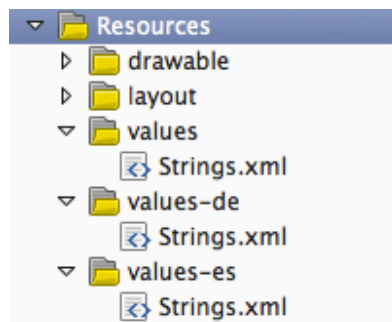 Resources
drawable
layout
values
Strings.xml
values-de
Strings.xml
values-es
Strings.xml